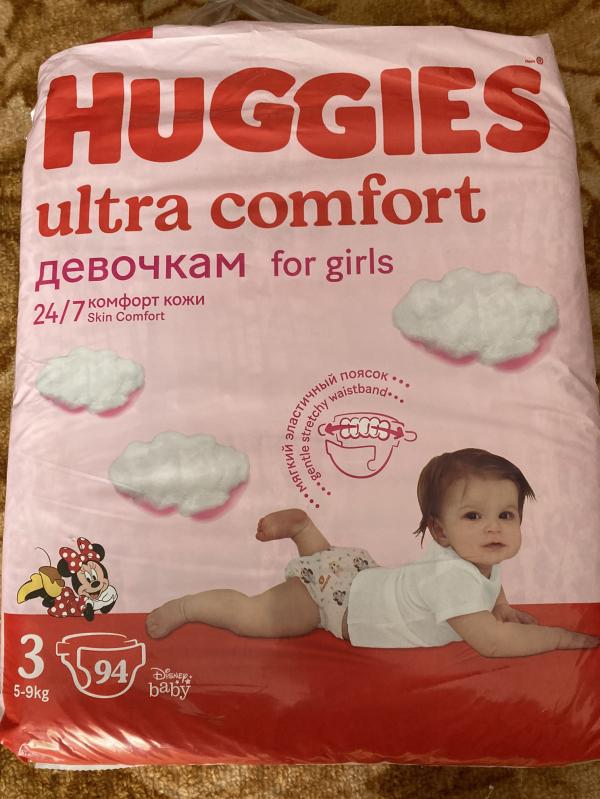 HUGGIES
ultra comfort
девочкам for girls
24/7 комфорт кожи
Skin Comfort
мягкий эластичный поясок
gentle stretchy waistband
3
5-9kg
94
Disney
baby